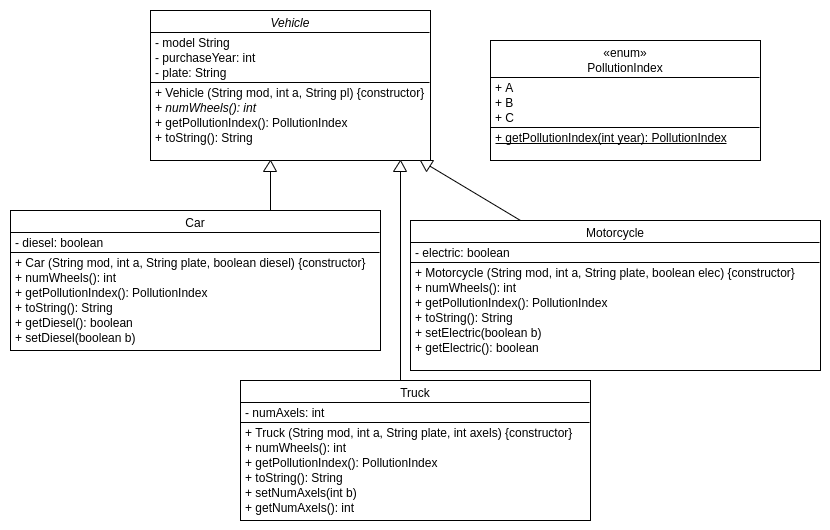 Vehicle
- model String
- purchaseYear: int
- plate: String
+ Vehicle (String mod, int a, String pl) {constructor}
+ numWheels(): int
+ getPollutionIndex(): PollutionIndex
+ toString(): String
«enum»
PollutionIndex
+ A
+ B
+ C
+ getPollutionIndex(int year): PollutionIndex
Car
- diesel: boolean
+ Car (String mod, int a, String plate, boolean diesel) {constructor}
+ numWheels(): int
+ getPollutionIndex(): PollutionIndex
+ toString(): String
+ getDiesel(): boolean
+ setDiesel(boolean b)
Motorcycle
- electric: boolean
+ Motorcycle (String mod, int a, String plate, boolean elec) {constructor}
+ numWheels(): int
+ getPollutionIndex(): PollutionIndex
+ toString(): String
+ setElectric(boolean b)
+ getElectric(): boolean
Truck
- numAxels: int
+ Truck (String mod, int a, String plate, int axels) {constructor}
+ numWheels(): int
+ getPollutionIndex(): PollutionIndex
+ toString(): String
+ setNumAxels(int b)
+ getNumAxels(): int